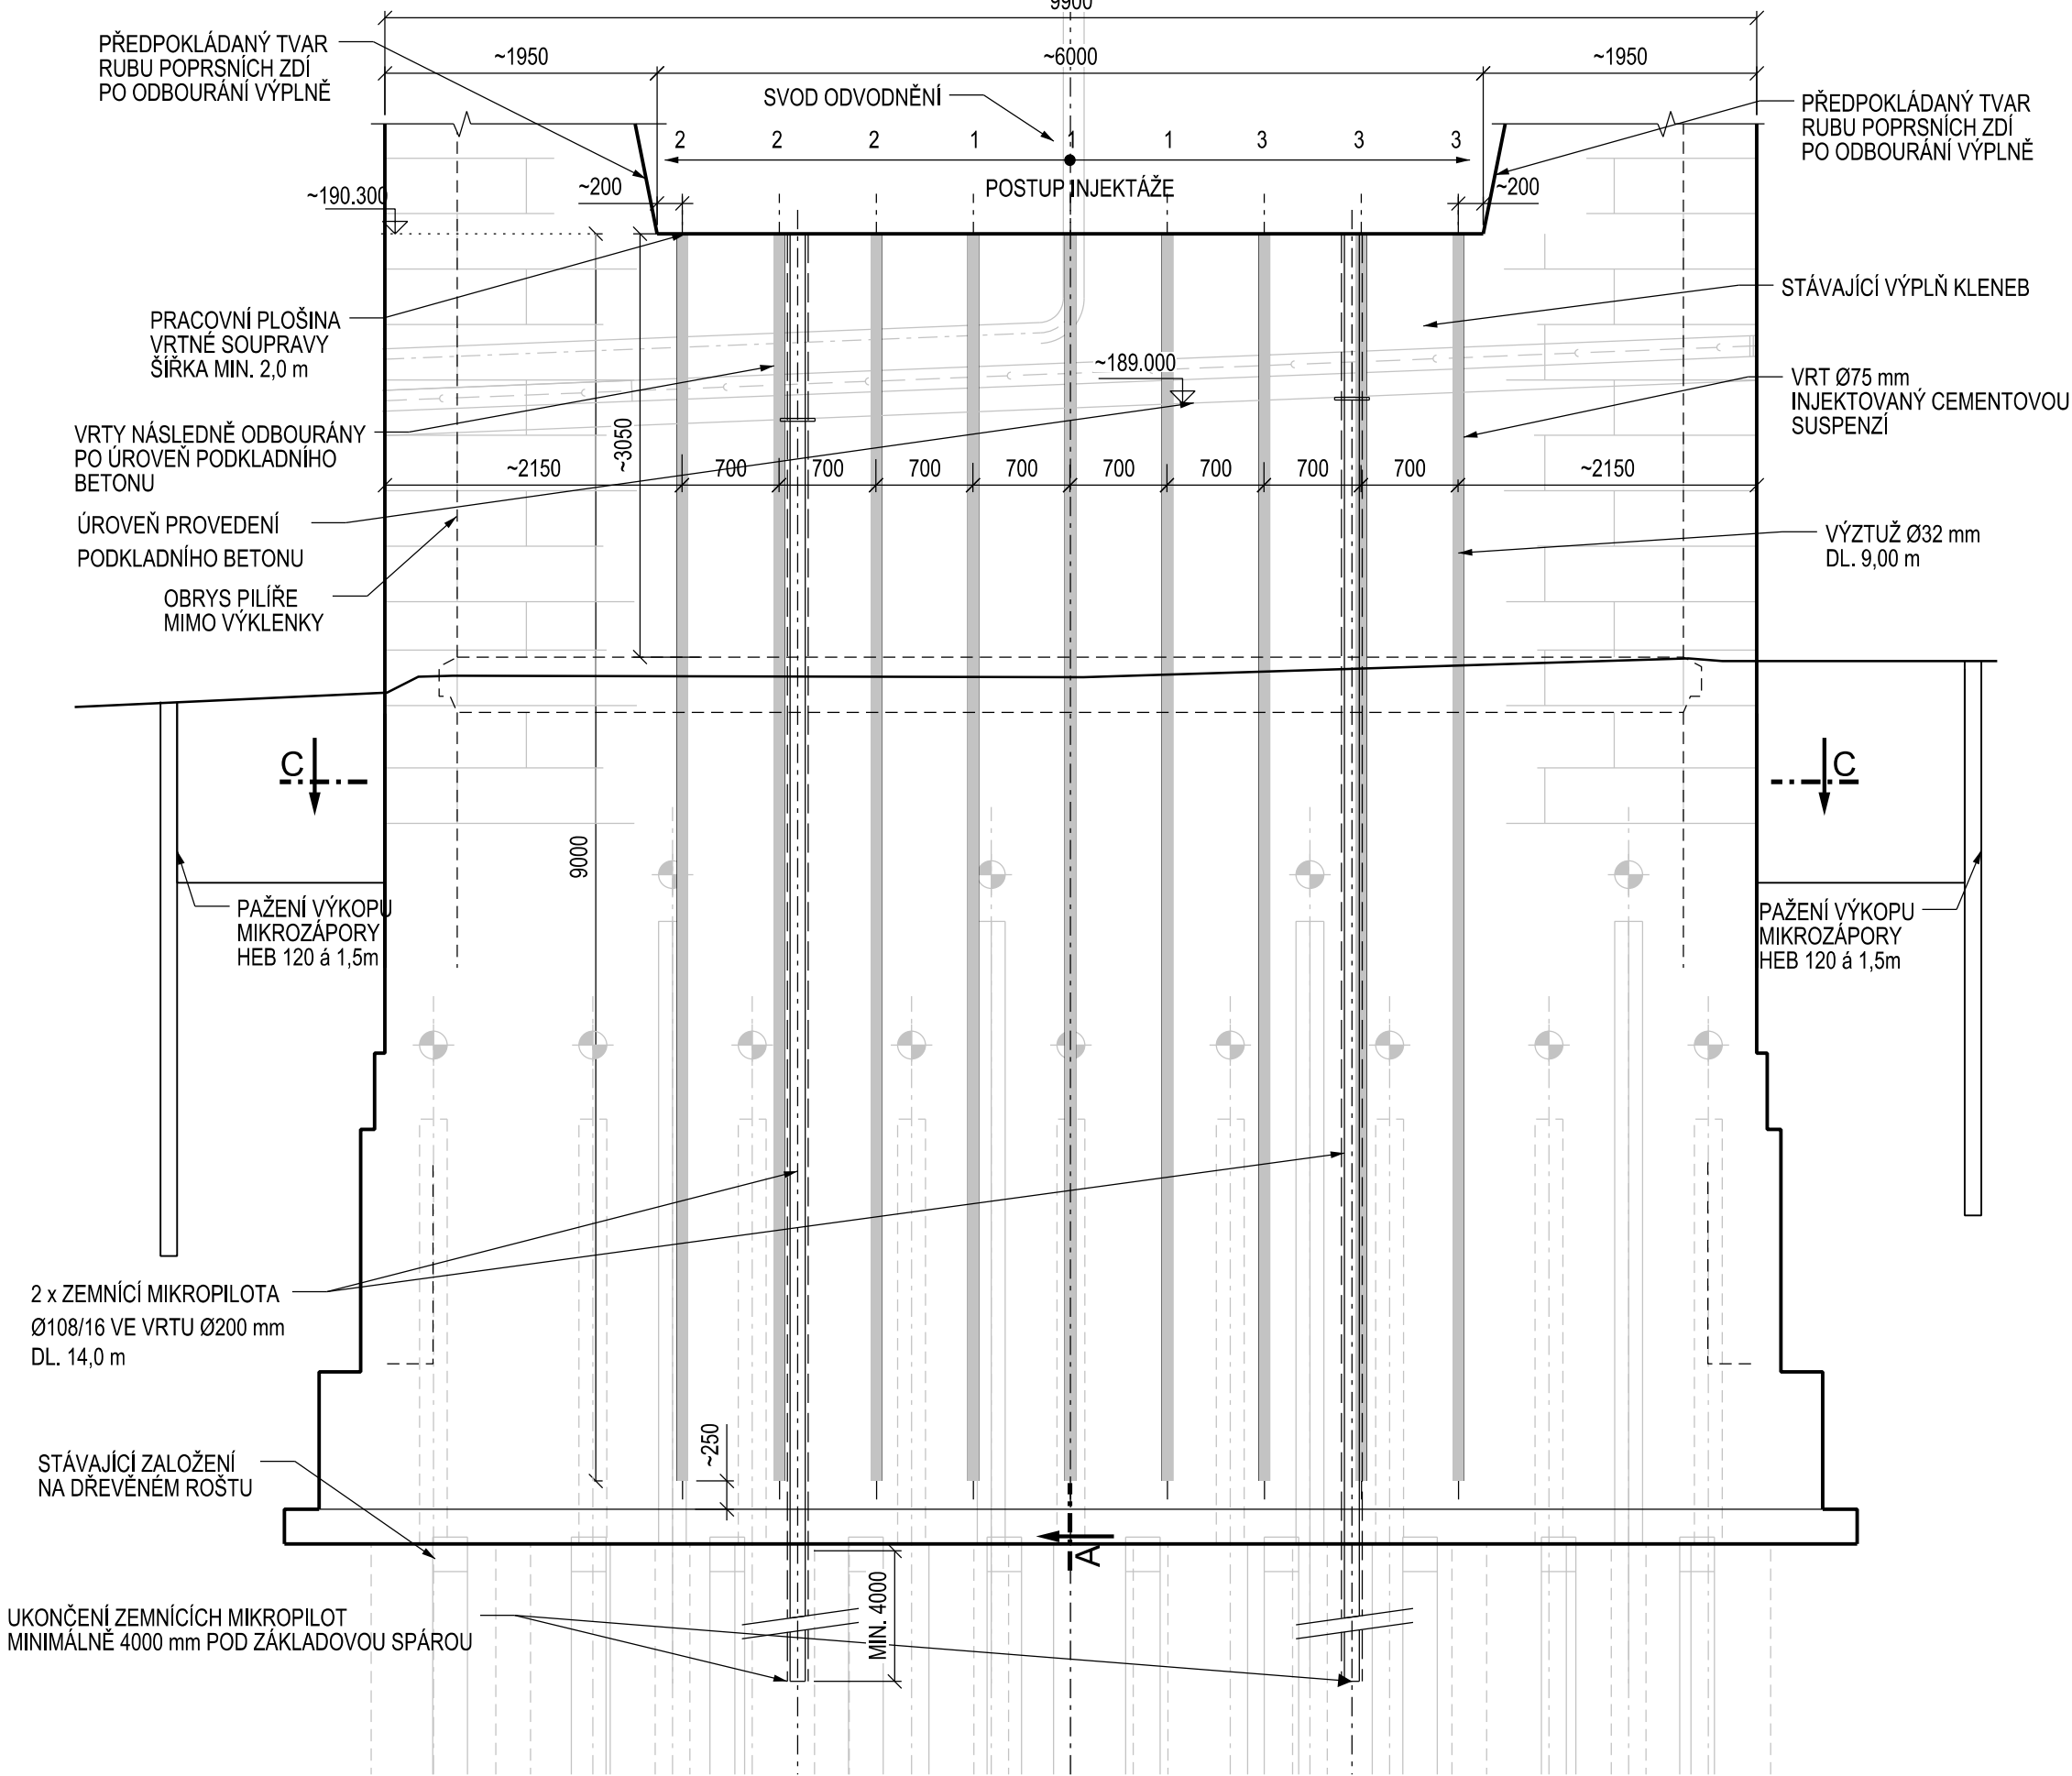 9900
PŘEDPOKLÁDANÝ TVAR
RUBU POPRSNÍCH ZDÍ
PO ODBOURÁNÍ VÝPLNĚ
~1950
~6000
~1950
SVOD ODVODNĚNÍ
PŘEDPOKLÁDANÝ TVAR
RUBU POPRSNÍCH ZDÍ
PO ODBOURÁNÍ VÝPLNĚ
2 2 2 1 1 1 3 3 3
POSTUP INJEKTÁŽE
~190.300
~200
~200
STÁVAJÍCÍ VÝPLŇ KLENEB
PRACOVNÍ PLOŠINA
VRTNÉ SOUPRAVY
ŠÍŘKA MIN. 2,0 m
~189.000
VRT Ø75 mm
INJEKTOVANÝ CEMENTOVOU
SUSPENZÍ
VRTY NÁSLEDNĚ ODBOURÁNY
PO ÚROVEŇ PODKLADNÍHO
BETONU
~3050
~2150 700 700 700 700 700 700 700 700 ~2150
ÚROVEŇ PROVEDENÍ
PODKLADNÍHO BETONU
VÝZTUŽ Ø32 mm
DL. 9,00 m
OBRYS PILÍŘE
MIMO VÝKLENKY
C
C
9000
PAŽENÍ VÝKOPU
MIKROZÁPORY
HEB 120 á 1,5m
PAŽENÍ VÝKOPU
MIKROZÁPORY
HEB 120 á 1,5m
2 x ZEMNÍCÍ MIKROPILOTA
Ø108/16 VE VRTU Ø200 mm
DL. 14,0 m
~250
STÁVAJÍCÍ ZALOŽENÍ
NA DŘEVĚNÉM ROŠTU
A
MIN. 4000
UKONČENÍ ZEMNÍCÍCH MIKROPILOT
MINIMÁLNĚ 4000 mm POD ZÁKLADOVOU SPÁROU